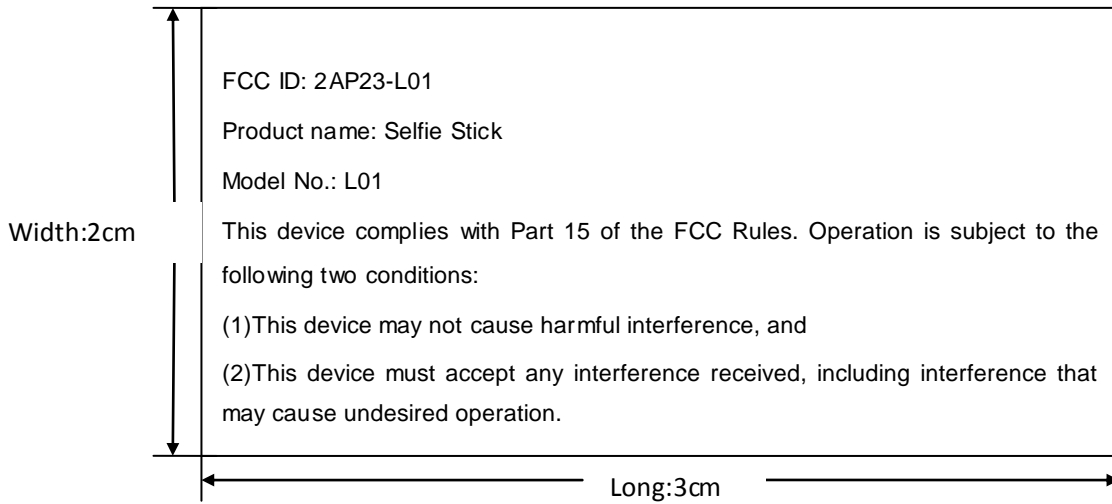 FCC ID: 2AP23-L01
Product name: Selfie Stick
Model No.: L01
Width:2cm
This device complies with Part 15 of the FCC Rules. Operation is subject to the
following two conditions:
(1)This device may not cause harmful interference, and
(2)This device must accept any interference received, including interference that
may cause undesired operation.
Long:3cm